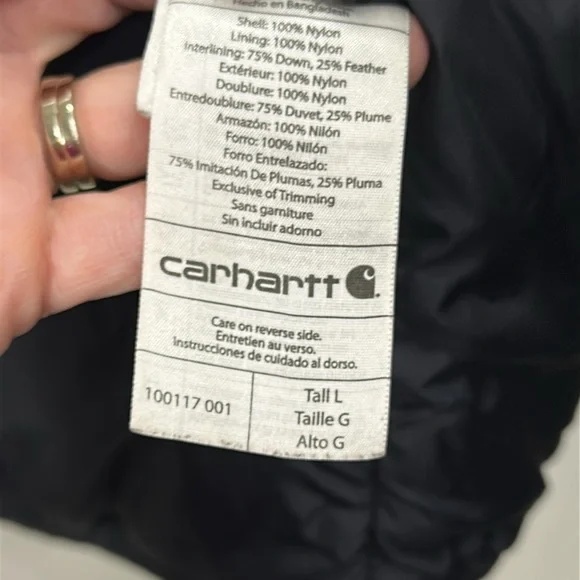 Hecho en Bangladesh
Shell: 100% Nylon
Lining: 100% Nylon
Interlining: 75% Down, 25% Feather
Extérieur: 100% Nylon
Doublure: 100% Nylon
Entredoublure: 75% Duvet, 25% Plume
Armazón: 100% Nilón
Forro: 100% Nilón
Forro Entrelazado:
75% Imitación De Plumas, 25% Pluma
Exclusive of Trimming
Sans garniture
Sin incluir adorno
carhartt
Care on reverse side.
Entretien au verso.
Instrucciones de cuidado al dorso.
100117 001
Tall L
Taille G
Alto G